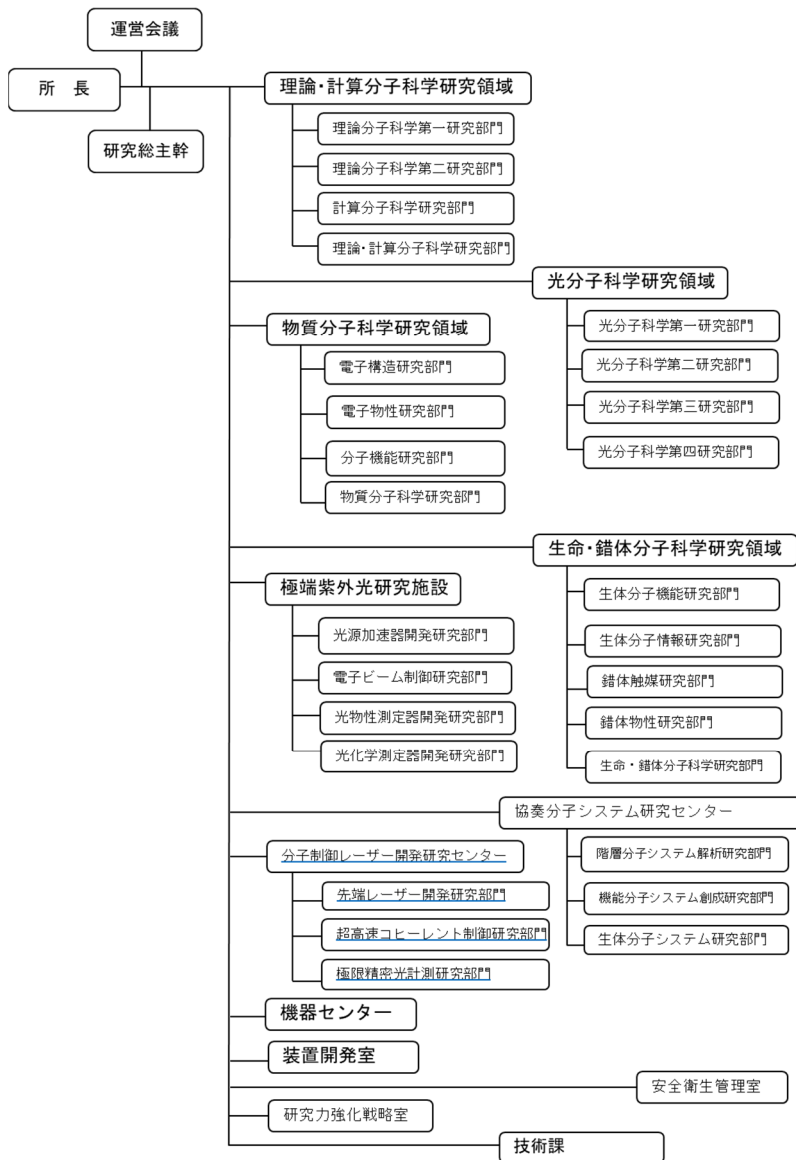 運営会議
所　長
研究総主幹
理論・計算分子科学研究領域
理論分子科学第一研究部門
理論分子科学第二研究部門
計算分子科学研究部門
理論・計算分子科学研究部門
光分子科学研究領域
光分子科学第一研究部門
光分子科学第二研究部門
光分子科学第三研究部門
光分子科学第四研究部門
物質分子科学研究領域
電子構造研究部門
電子物性研究部門
分子機能研究部門
物質分子科学研究部門
生命・錯体分子科学研究領域
生体分子機能研究部門
生体分子情報研究部門
錯体触媒研究部門
錯体物性研究部門
生命・錯体分子科学研究部門
極端紫外光研究施設
光源加速器開発研究部門
電子ビーム制御研究部門
光物性測定器開発研究部門
光化学測定器開発研究部門
協奏分子システム研究センター
階層分子システム解析研究部門
機能分子システム創成研究部門
生体分子システム研究部門
分子制御レーザー開発研究センター
先端レーザー開発研究部門
超高速コヒーレント制御研究部門
極限精密光計測研究部門
機器センター
装置開発室
安全衛生管理室
研究力強化戦略室
技術課